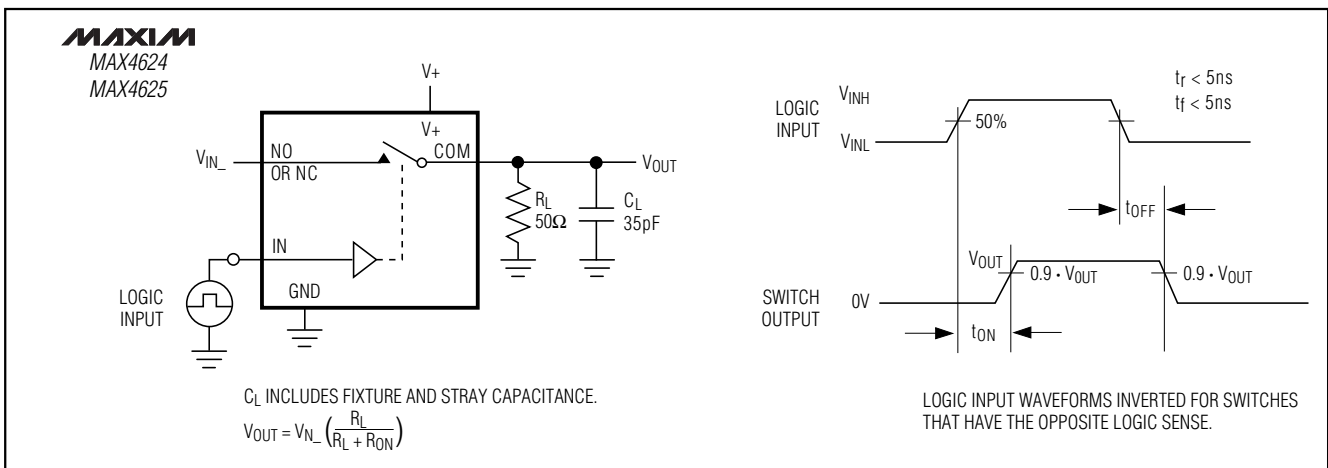 MAXIM
MAX4624
MAX4625
V+
V+
VIN_
NO
OR NC
COM
VOUT
RL
50Ω
CL
35pF
IN
GND
LOGIC
INPUT
CL INCLUDES FIXTURE AND STRAY CAPACITANCE.
VOUT = VN_ (RL / RL + RON)
LOGIC
INPUT
VINH
VINL
50%
tr < 5ns
tf < 5ns
tOFF
SWITCH
OUTPUT
VOUT
0V
0.9 · VOUT
0.9 · VOUT
tON
LOGIC INPUT WAVEFORMS INVERTED FOR SWITCHES
THAT HAVE THE OPPOSITE LOGIC SENSE.